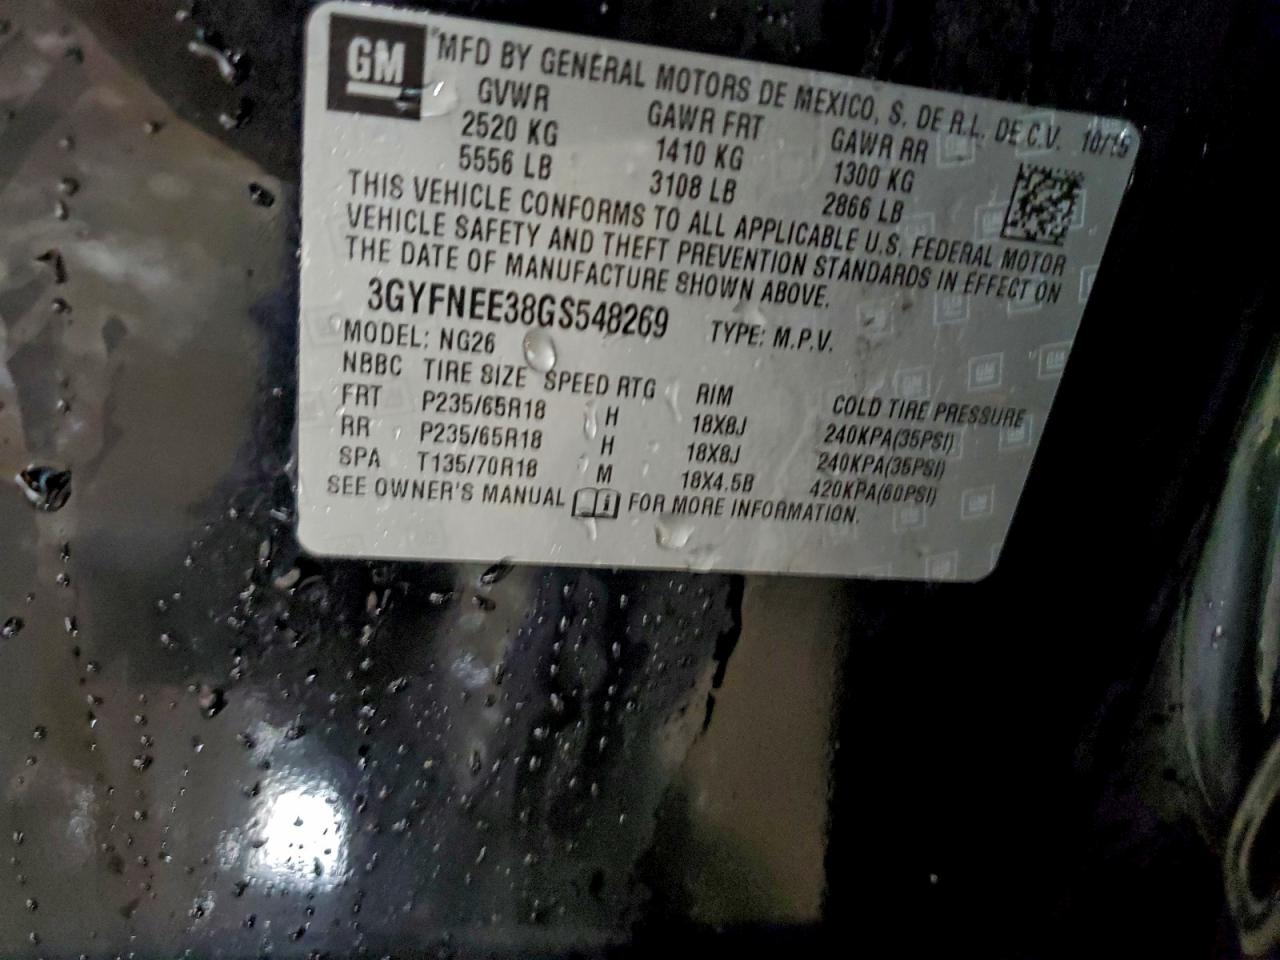 GM
MFD BY GENERAL MOTORS DE MEXICO, S. DE R.L. DE C.V. 10/15
GVWR GAWR FRT GAWR RR
2520 KG 1410 KG 1300 KG
5556 LB 3108 LB 2866 LB
THIS VEHICLE CONFORMS TO ALL APPLICABLE U.S. FEDERAL MOTOR
VEHICLE SAFETY AND THEFT PREVENTION STANDARDS IN EFFECT ON
THE DATE OF MANUFACTURE SHOWN ABOVE.
3GYFNEE38GS548269 TYPE: M.P.V.
MODEL: NG26
NBBC TIRE SIZE SPEED RTG RIM COLD TIRE PRESSURE
FRT P235/65R18 H 18X8J 240KPA(35PSI)
RR P235/65R18 H 18X8J 240KPA(35PSI)
SPA T135/70R18 M 18X4.5B 420KPA(60PSI)
SEE OWNER'S MANUAL FOR MORE INFORMATION.